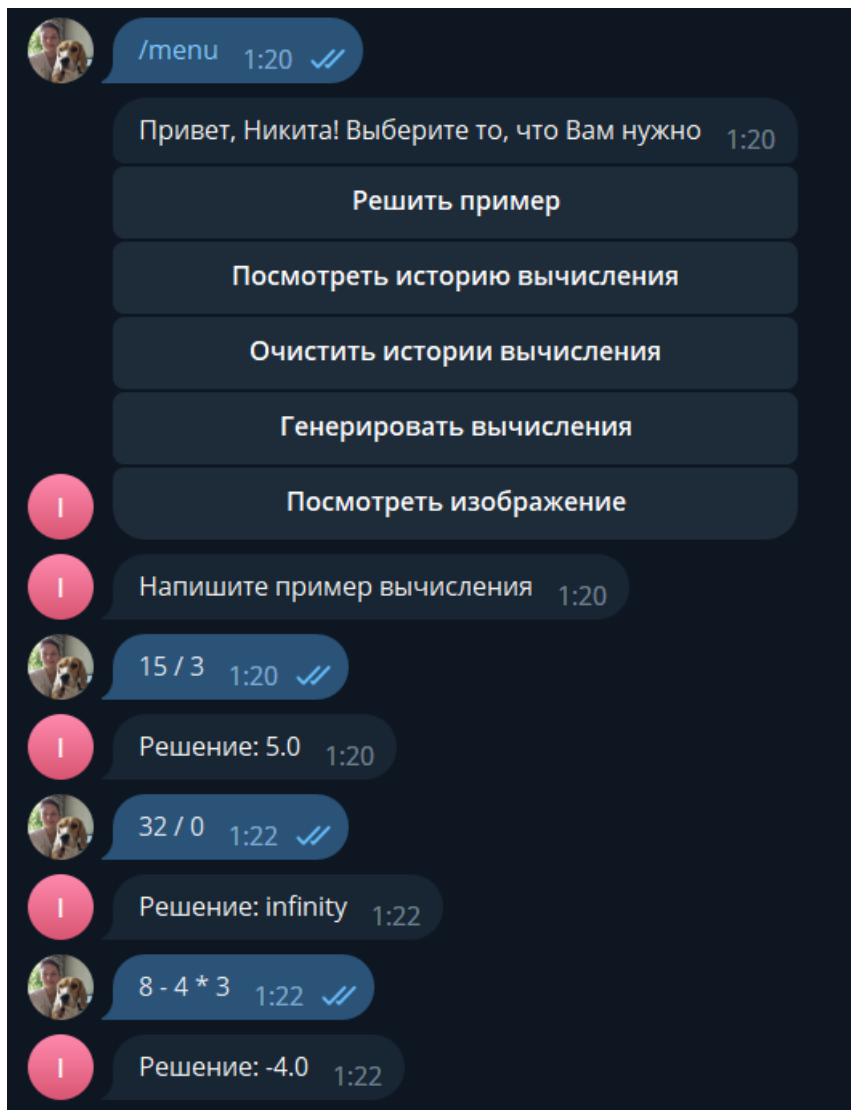 /menu 1:20
Привет, Никита! Выберите то, что Вам нужно 1:20
Решить пример
Посмотреть историю вычисления
Очистить истории вычисления
Генерировать вычисления
Посмотреть изображение
I
I Напишите пример вычисления 1:20
15 / 3 1:20
I Решение: 5.0 1:20
32 / 0 1:22
I Решение: infinity 1:22
8 - 4 * 3 1:22
I Решение: -4.0 1:22